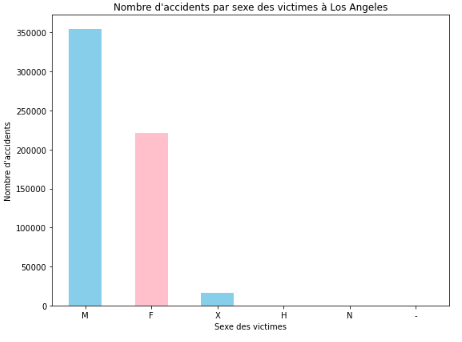 Nombre d'accidents par sexe des victimes à Los Angeles
350000
300000
250000
200000
150000
100000
50000
0
Nombre d'accidents
M F X H N -
Sexe des victimes